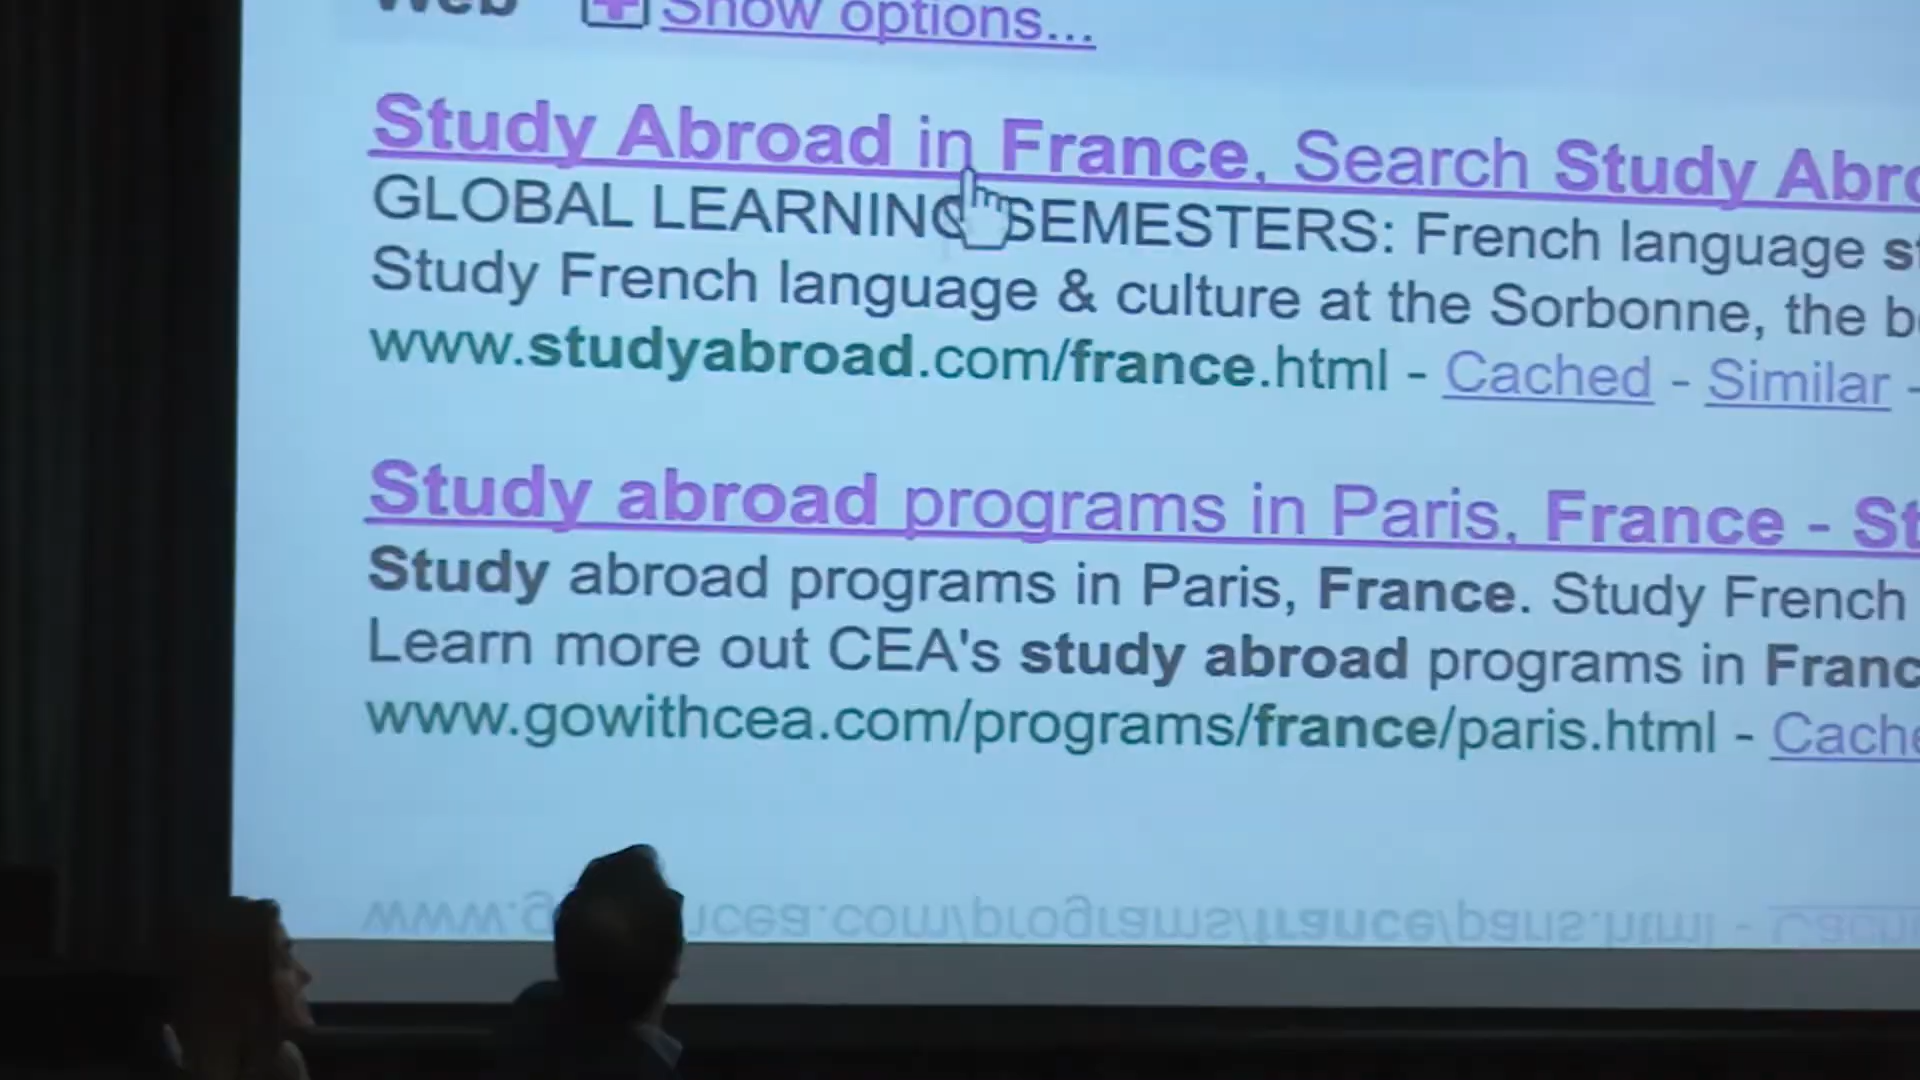 Web Show options...
Study Abroad in France, Search Study Abro
GLOBAL LEARNING SEMESTERS: French language st
Study French language & culture at the Sorbonne, the b
www.studyabroad.com/france.html - Cached - Similar -
Study abroad programs in Paris, France - St
Study abroad programs in Paris, France. Study French
Learn more out CEA's study abroad programs in Franc
www.gowithcea.com/programs/france/paris.html - Cache